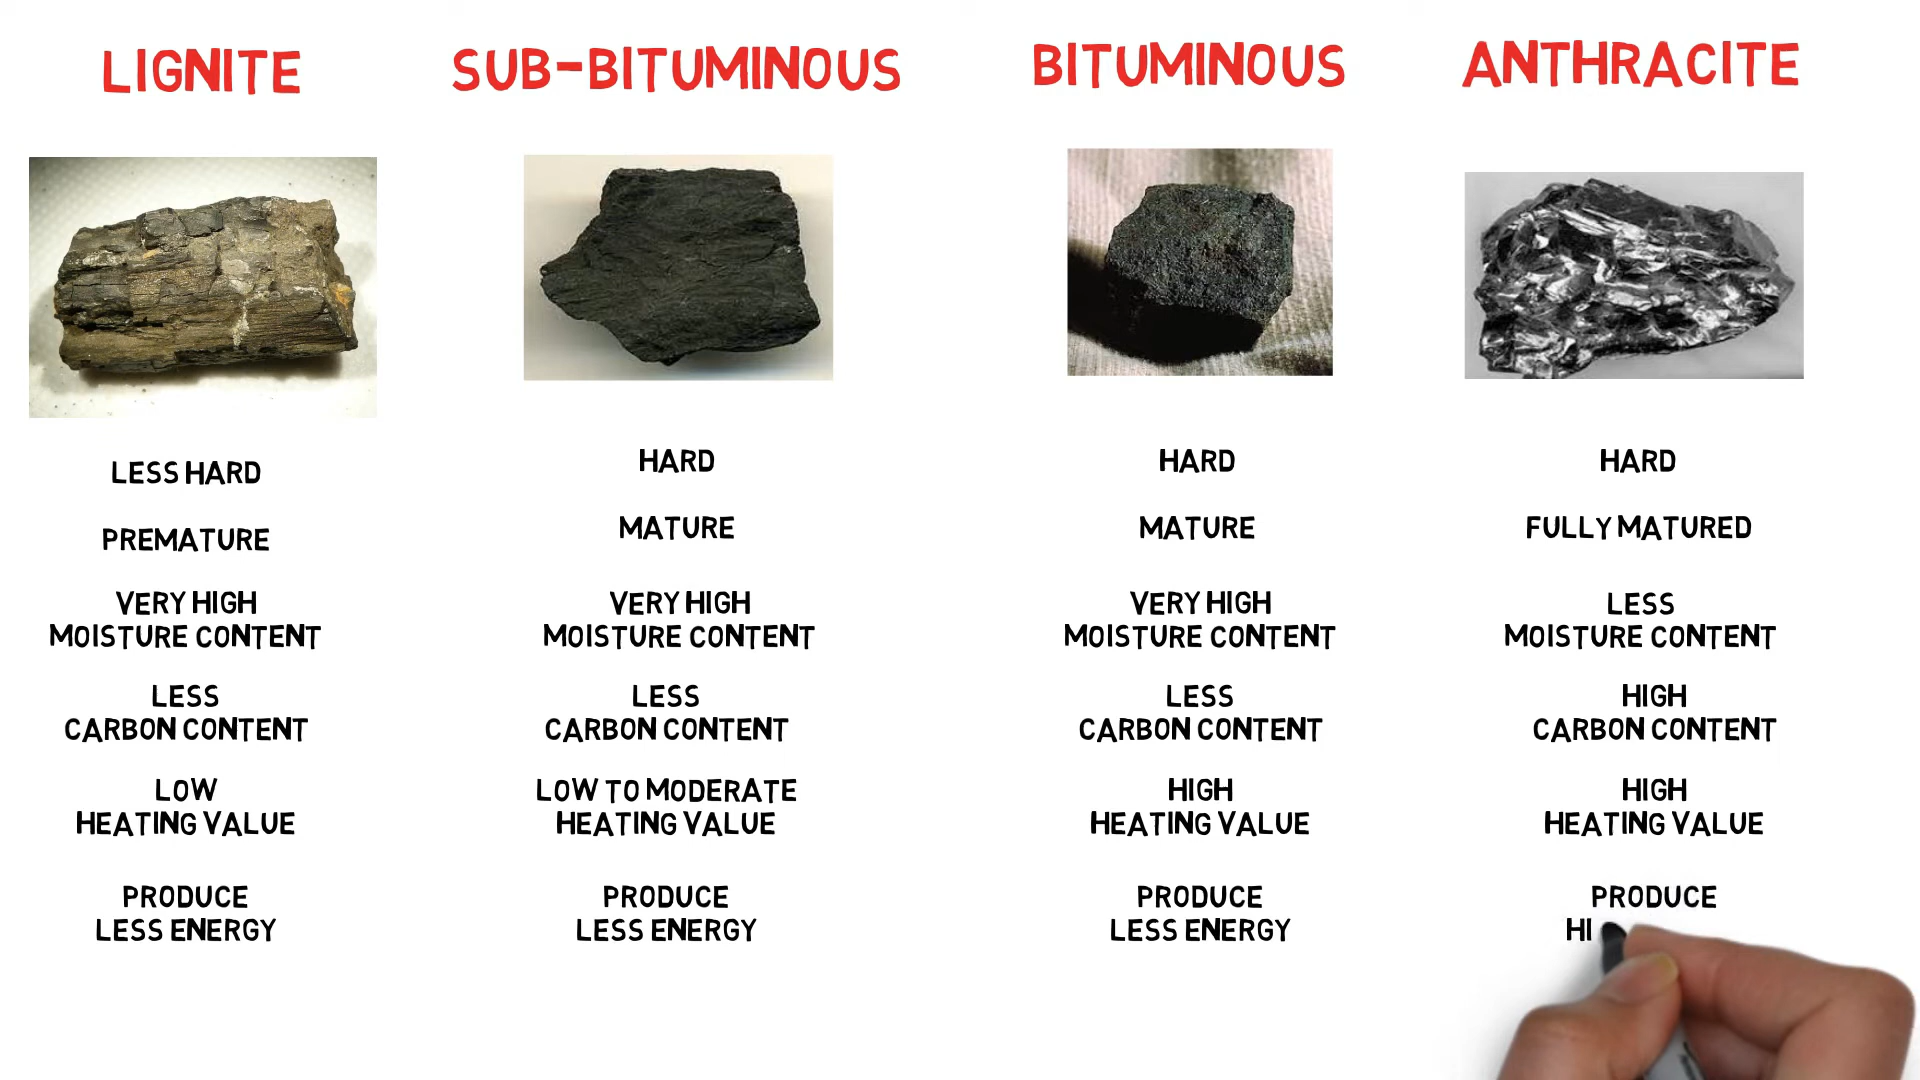 LIGNITE
SUB-BITUMINOUS
BITUMINOUS
ANTHRACITE
LESS HARD
PREMATURE
VERY HIGH
MOISTURE CONTENT
LESS
CARBON CONTENT
LOW
HEATING VALUE
PRODUCE
LESS ENERGY
HARD
MATURE
VERY HIGH
MOISTURE CONTENT
LESS
CARBON CONTENT
LOW TO MODERATE
HEATING VALUE
PRODUCE
LESS ENERGY
HARD
MATURE
VERY HIGH
MOISTURE CONTENT
LESS
CARBON CONTENT
HIGH
HEATING VALUE
PRODUCE
LESS ENERGY
HARD
FULLY MATURED
LESS
MOISTURE CONTENT
HIGH
CARBON CONTENT
HIGH
HEATING VALUE
PRODUCE
HI